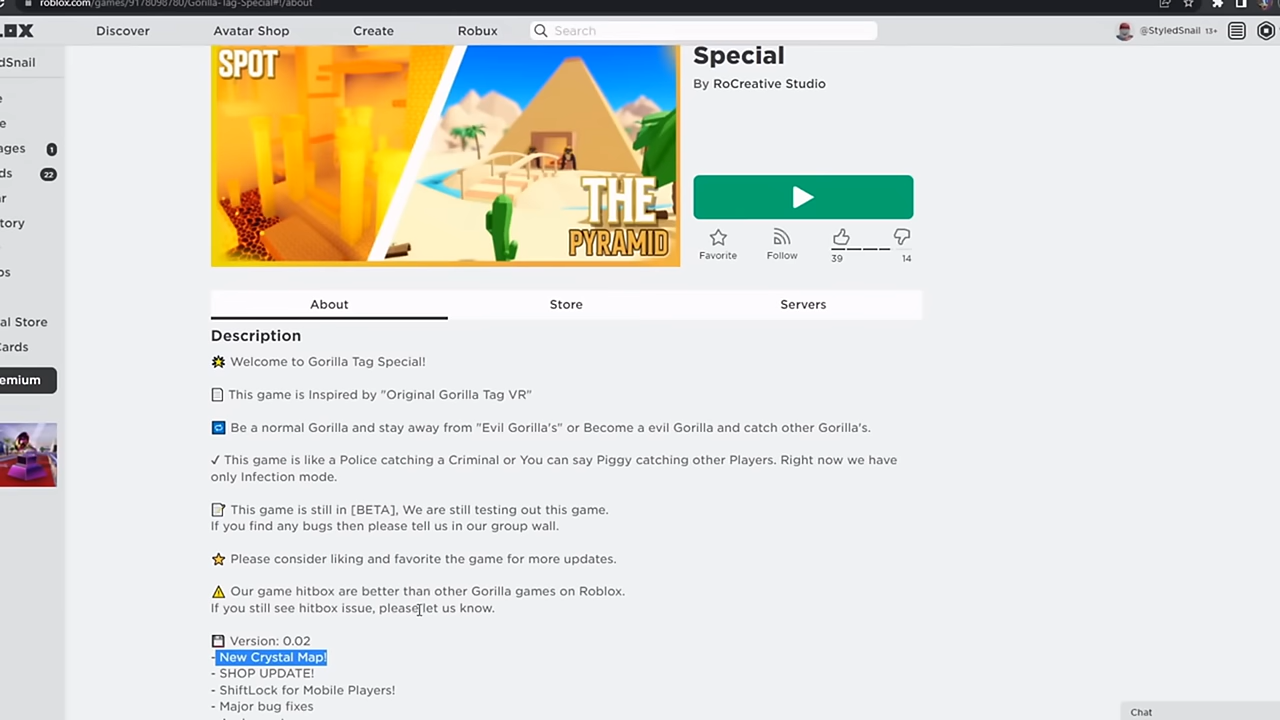 roblox.com/games/9178098780/Gorilla-Tag-Special#!/about
LOX
Discover
Avatar Shop
Create
Robux
Search
@StyledSnail 13+
dSnail
e
e
ages 1
ds 22
ar
tory
ps
al Store
Cards
emium
SPOT
THE
PYRAMID
Special
By RoCreative Studio
Favorite
Follow
39
14
About
Store
Servers
Description
Welcome to Gorilla Tag Special!
This game is Inspired by "Original Gorilla Tag VR"
Be a normal Gorilla and stay away from "Evil Gorilla's" or Become a evil Gorilla and catch other Gorilla's.
✓ This game is like a Police catching a Criminal or You can say Piggy catching other Players. Right now we have
only Infection mode.
This game is still in [BETA], We are still testing out this game.
If you find any bugs then please tell us in our group wall.
Please consider liking and favorite the game for more updates.
Our game hitbox are better than other Gorilla games on Roblox.
If you still see hitbox issue, please let us know.
Version: 0.02
- New Crystal Map!
- SHOP UPDATE!
- ShiftLock for Mobile Players!
- Major bug fixes
Chat